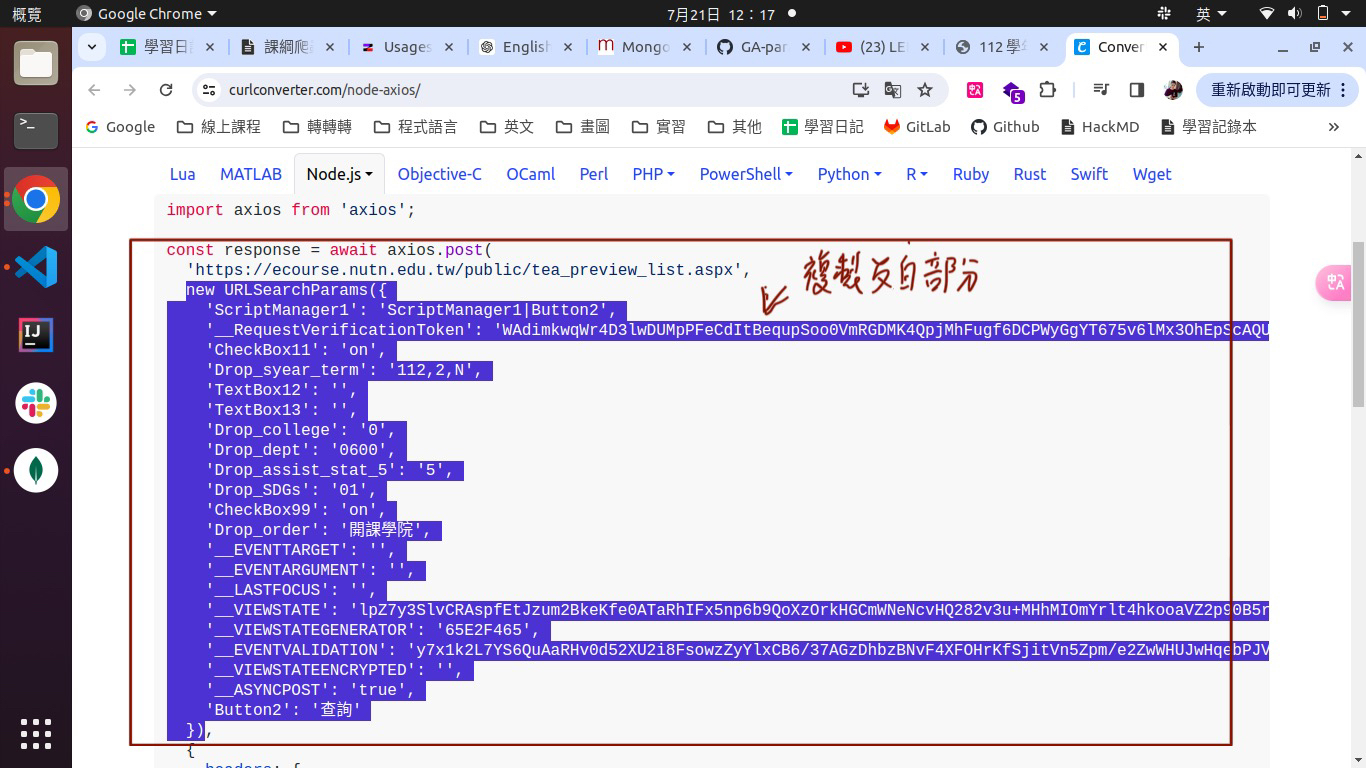 概覽 Google Chrome 7月21日 12：17 英
學習日 課綱爬 Usages English Mongo GA-par (23) LE 112 學 Conver
curlconverter.com/node-axios/ 5 重新啟動即可更新
Google 線上課程 轉轉轉 程式語言 英文 畫圖 實習 其他 學習日記 GitLab Github HackMD 學習記錄本 »
Lua MATLAB Node.js Objective-C OCaml Perl PHP PowerShell Python R Ruby Rust Swift Wget
import axios from 'axios';
const response = await axios.post(
'https://ecourse.nutn.edu.tw/public/tea_preview_list.aspx',
複製反白部分
new URLSearchParams({
'ScriptManager1': 'ScriptManager1|Button2',
'__RequestVerificationToken': 'WAdimkwqWr4D3lwDUMpPFeCdItBequpSoo0VmRGDMK4QpjMhFugf6DCPWyGgYT675v6lMx3OhEpScAQU
'CheckBox11': 'on',
'Drop_syear_term': '112,2,N',
'TextBox12': '',
'TextBox13': '',
'Drop_college': '0',
'Drop_dept': '0600',
'Drop_assist_stat_5': '5',
'Drop_SDGs': '01',
'CheckBox99': 'on',
'Drop_order': '開課學院',
'__EVENTTARGET': '',
'__EVENTARGUMENT': '',
'__LASTFOCUS': '',
'__VIEWSTATE': 'lpZ7y3SlvCRAspfEtJzum2BkeKfe0ATaRhIFx5np6b9QoXzOrkHGCmWNeNcvHQ282v3u+MHhMIOmYrlt4hkooaVZ2p90B5r
'__VIEWSTATEGENERATOR': '65E2F465',
'__EVENTVALIDATION': 'y7x1k2L7YS6QuAaRHv0d52XU2i8FsowzZyYlxCB6/37AGzDhbzBNvF4XFOHrKfSjitVn5Zpm/e2ZwWHUJwHqebPJV
'__VIEWSTATEENCRYPTED': '',
'__ASYNCPOST': 'true',
'Button2': '查詢'
}),
{
headers: {